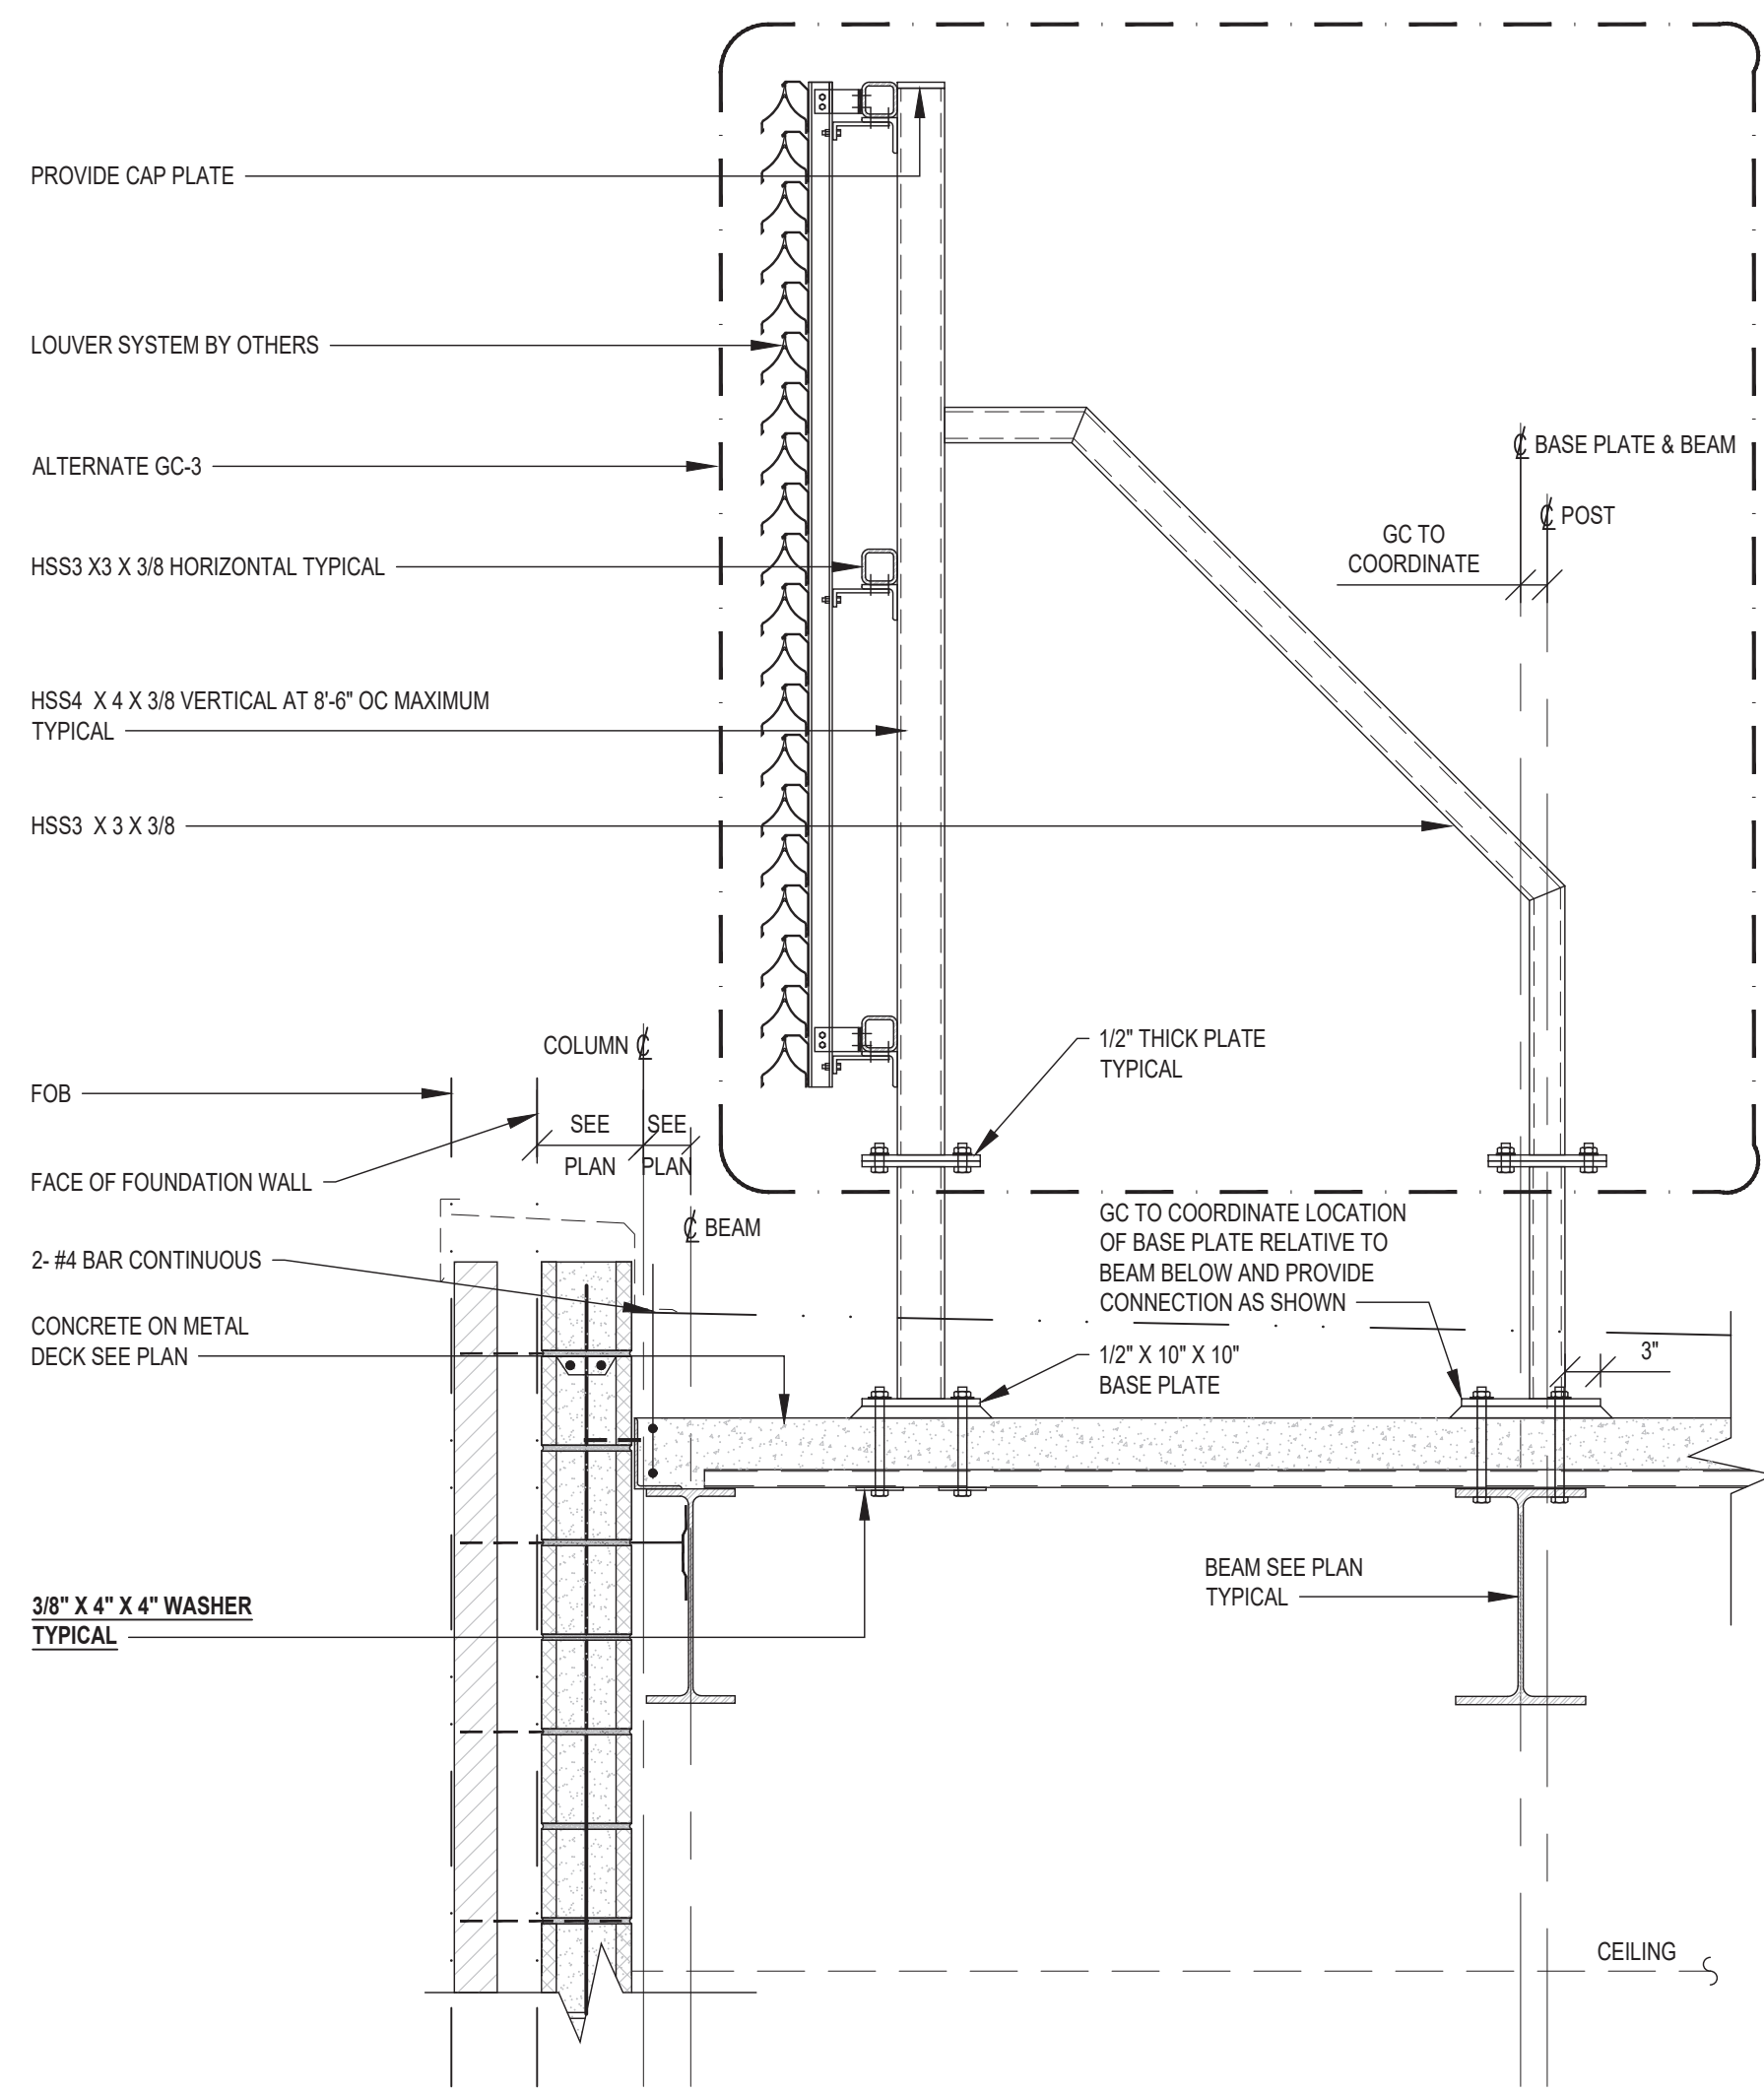 PROVIDE CAP PLATE
LOUVER SYSTEM BY OTHERS
ALTERNATE GC-3
HSS3 X3 X 3/8 HORIZONTAL TYPICAL
HSS4 X 4 X 3/8 VERTICAL AT 8'-6" OC MAXIMUM
TYPICAL
HSS3 X 3 X 3/8
℄ BASE PLATE & BEAM
℄ POST
GC TO
COORDINATE
COLUMN ℄
1/2" THICK PLATE
TYPICAL
FOB
SEE
PLAN
SEE
PLAN
FACE OF FOUNDATION WALL
℄ BEAM
2- #4 BAR CONTINUOUS
GC TO COORDINATE LOCATION
OF BASE PLATE RELATIVE TO
BEAM BELOW AND PROVIDE
CONNECTION AS SHOWN
CONCRETE ON METAL
DECK SEE PLAN
1/2" X 10" X 10"
BASE PLATE
3"
BEAM SEE PLAN
TYPICAL
3/8" X 4" X 4" WASHER
TYPICAL
CEILING